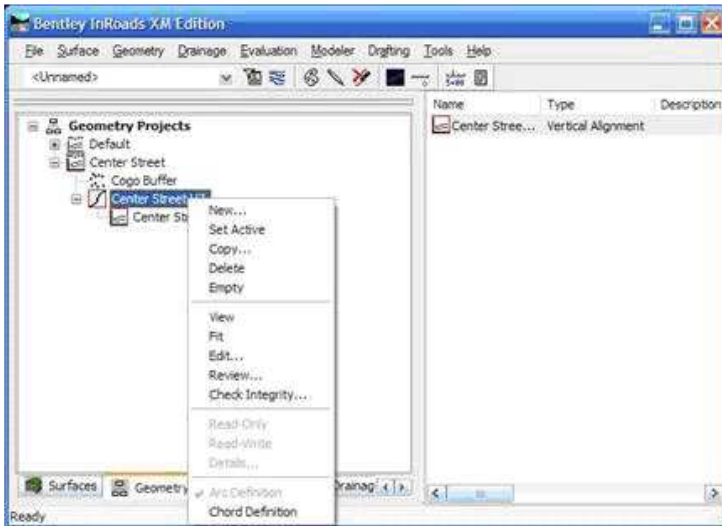 Bentley InRoads XM Edition
File Surface Geometry Drainage Evaluation Modeler Drafting Tools Help
<Unnamed>
Name Type Description
Center Stree... Vertical Alignment
Geometry Projects
Default
Center Street
Cogo Buffer
Center Street
Center St
New...
Set Active
Copy...
Delete
Empty
View
Fit
Edit...
Review...
Check Integrity...
Read-Only
Read-Write
Details...
Arc Definition
Chord Definition
Surfaces Geometry Drainag
Ready